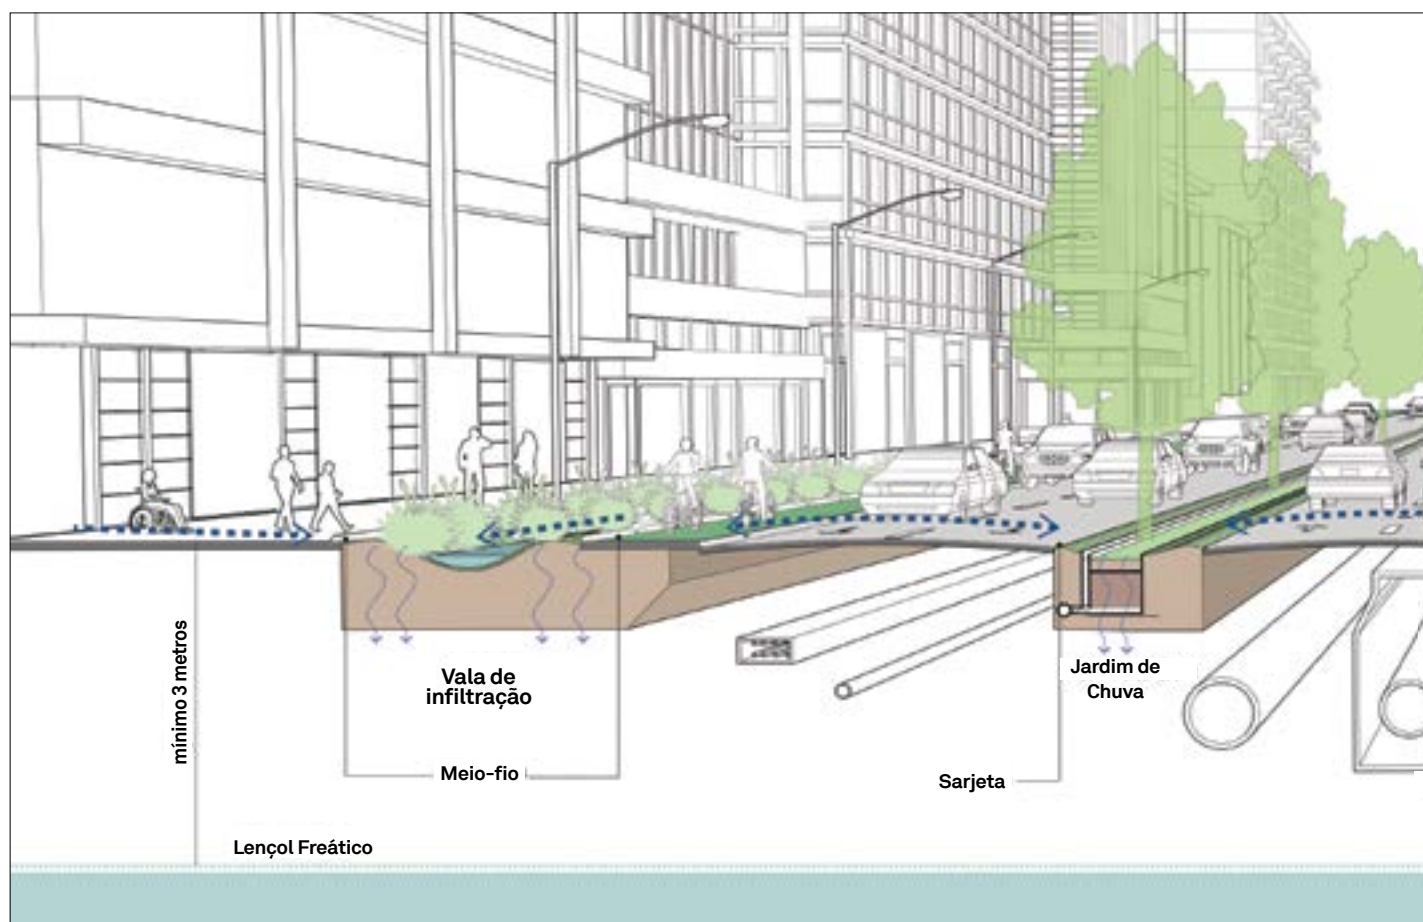 Vala de
infiltração
Jardim de
Chuva
mínimo 3 metros
Meio-fio
Sarjeta
Lençol Freático